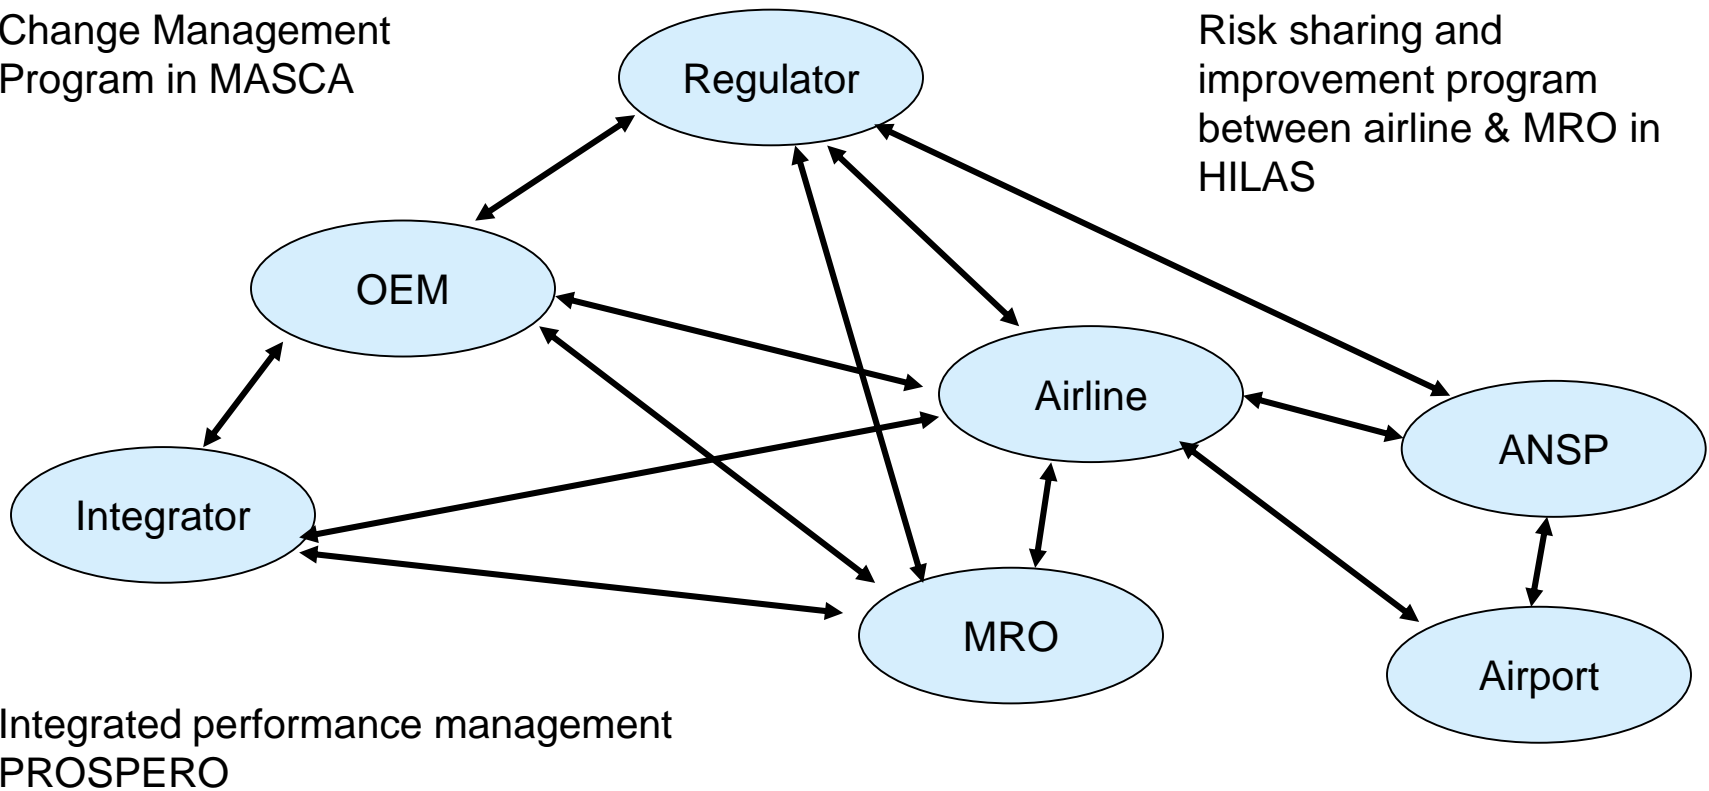 Change Management
Program in MASCA
Regulator
Risk sharing and
improvement program
between airline & MRO in
HILAS
OEM
Airline
ANSP
Integrator
MRO
Airport
Integrated performance management
PROSPERO